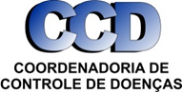 CCD
COORDENADORIA DE
CONTROLE DE DOENÇAS